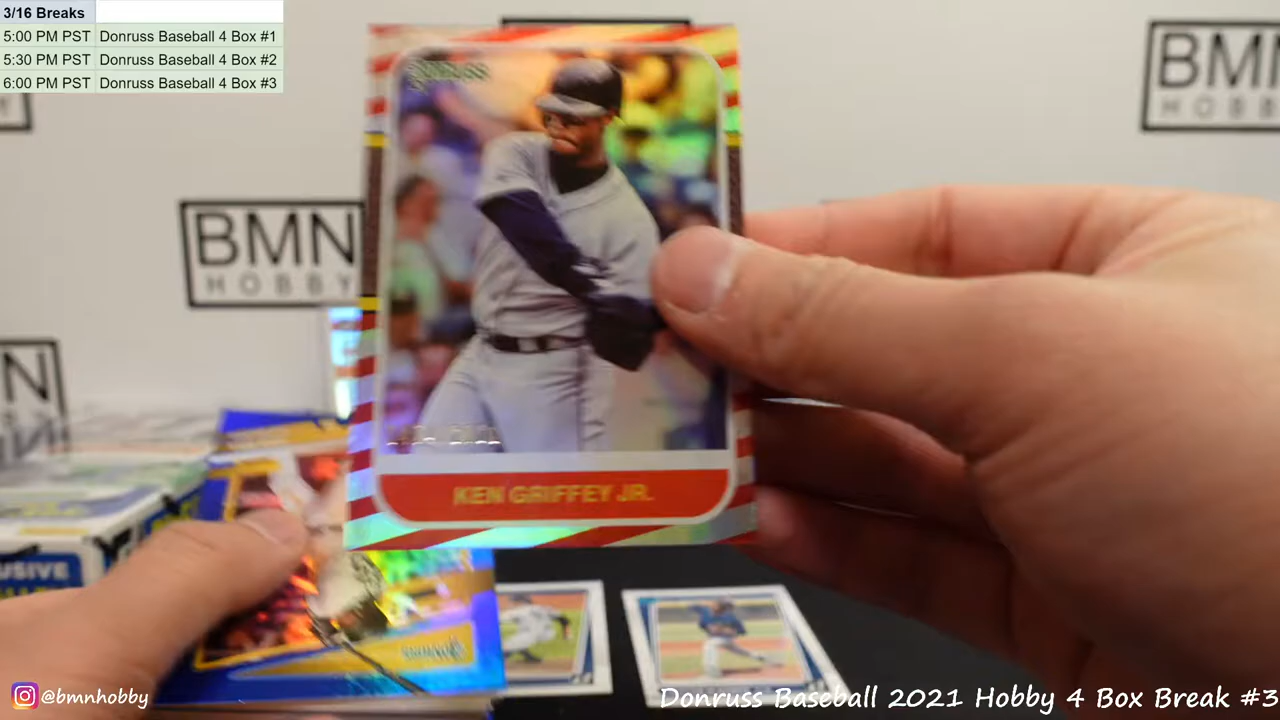 3/16 Breaks
5:00 PM PST Donruss Baseball 4 Box #1
5:30 PM PST Donruss Baseball 4 Box #2
6:00 PM PST Donruss Baseball 4 Box #3
BMN
HOBBY
BMN
HOBBY
DONRUSS
KEN GRIFFEY JR.
USIVE
@bmnhobby
Donruss Baseball 2021 Hobby 4 Box Break #3